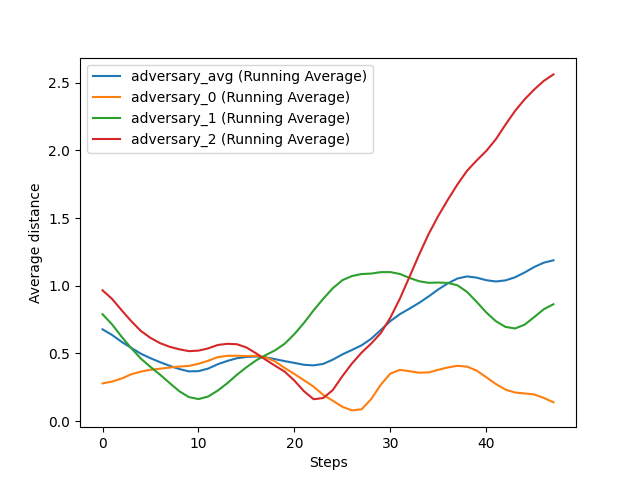 adversary_avg (Running Average)
adversary_0 (Running Average)
adversary_1 (Running Average)
adversary_2 (Running Average)
2.5
2.0
1.5
1.0
0.5
0.0
Average distance
0 10 20 30 40
Steps